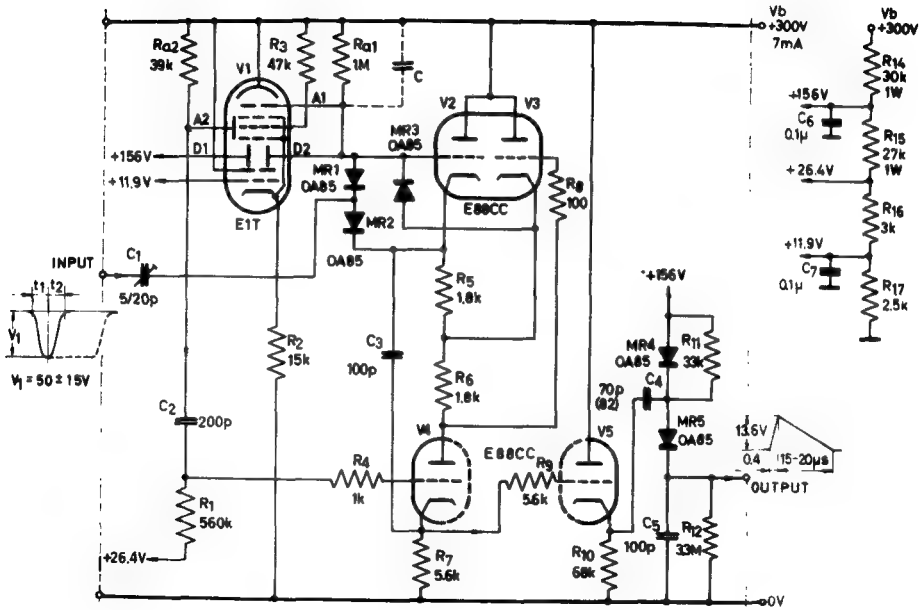 Vb
+300V
7mA
Vb
+300V
Ra2
39k
V1
R3
47k
Ra1
1M
C
A1
A2
D1
D2
+156V
+11,9V
E1T
MR1
OA85
MR2
OA85
MR3
OA85
V2
V3
E88CC
R8
100
R14
30k
1W
+156V
C6
0.1µ
R15
27k
1W
+26.4V
R16
3k
+11.9V
C7
0.1µ
R17
2.5k
INPUT
C1
5/20p
t1
t2
V1
V1 = 50 ± 15V
R2
15k
C3
100p
R5
1,8k
R6
1,8k
+156V
MR4
OA85
R11
33k
70p
(82)
C4
MR5
OA85
13.6V
0.4
15-20µs
OUTPUT
C2
200p
R1
560k
+26,4V
R4
1k
V4
E88CC
R9
5.6k
V5
R7
5.6k
R10
68k
C5
100p
R12
3.3M
0V